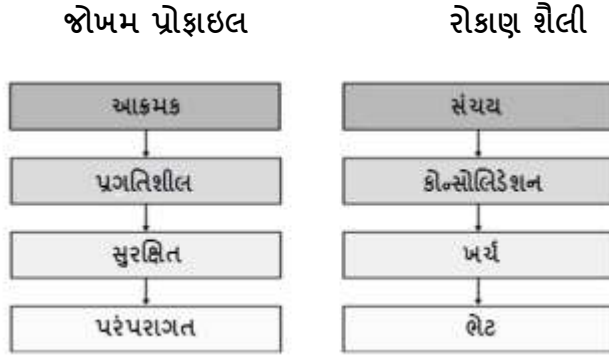 જોખમ પ્રોફાઇલ
આક્રમક
પ્રગતિશીલ
સુરક્ષિત
પરંપરાગત
રોકાણ શૈલી
સંચય
કોન્સોલિડેશન
ખર્ચ
ભેટ